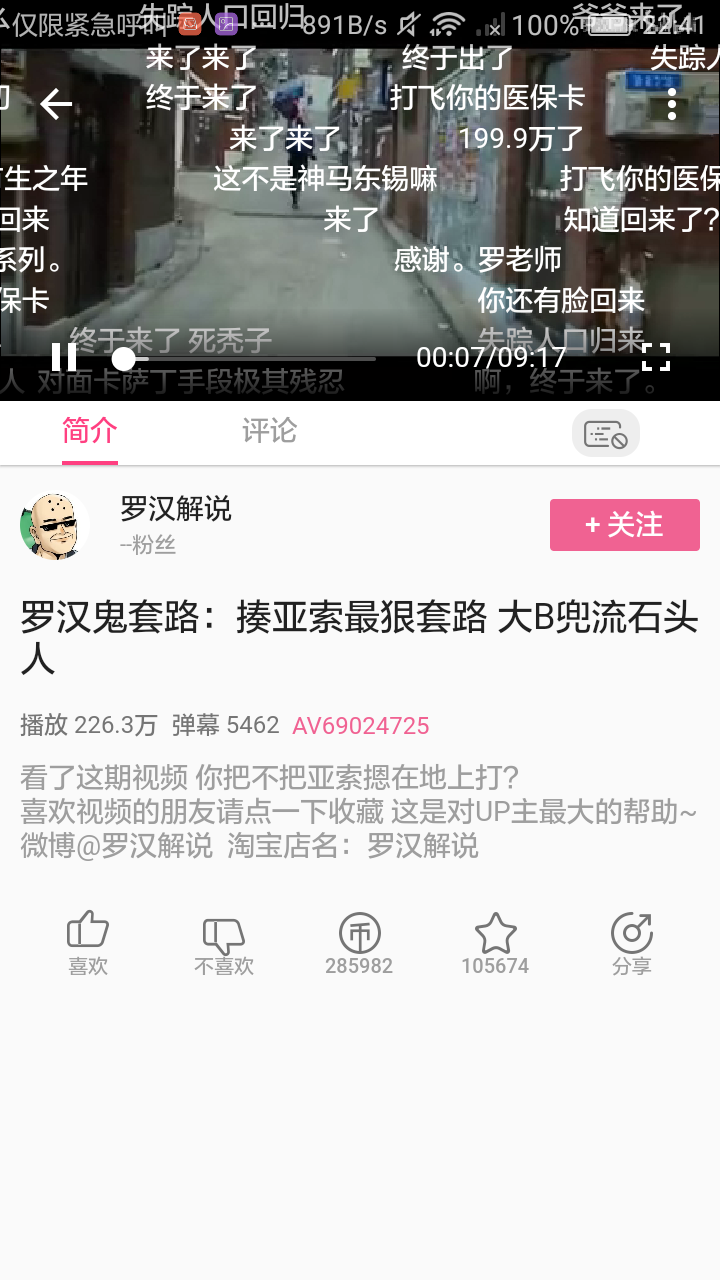 仅限紧急呼叫 891B/s 100% 22:41
失踪人口回归 爷爷来了
来了来了 终于出了 失踪人
终于来了 打飞你的医保卡
来了来了 199.9万了
有生之年 这不是神马东锡嘛 打飞你的医保
回来 来了 知道回来了?
系列。 感谢。罗老师
保卡 你还有脸回来
终于来了 死秃子 失踪人口归来
00:07/09:17
人 对面卡萨丁手段极其残忍 啊，终于来了。
简介 评论
罗汉解说
--粉丝
+ 关注
罗汉鬼套路：揍亚索最狠套路 大B兜流石头
人
播放 226.3万 弹幕 5462 AV69024725
看了这期视频 你把不把亚索摁在地上打?
喜欢视频的朋友请点一下收藏 这是对UP主最大的帮助~
微博@罗汉解说 淘宝店名：罗汉解说
币
喜欢 不喜欢 285982 105674 分享